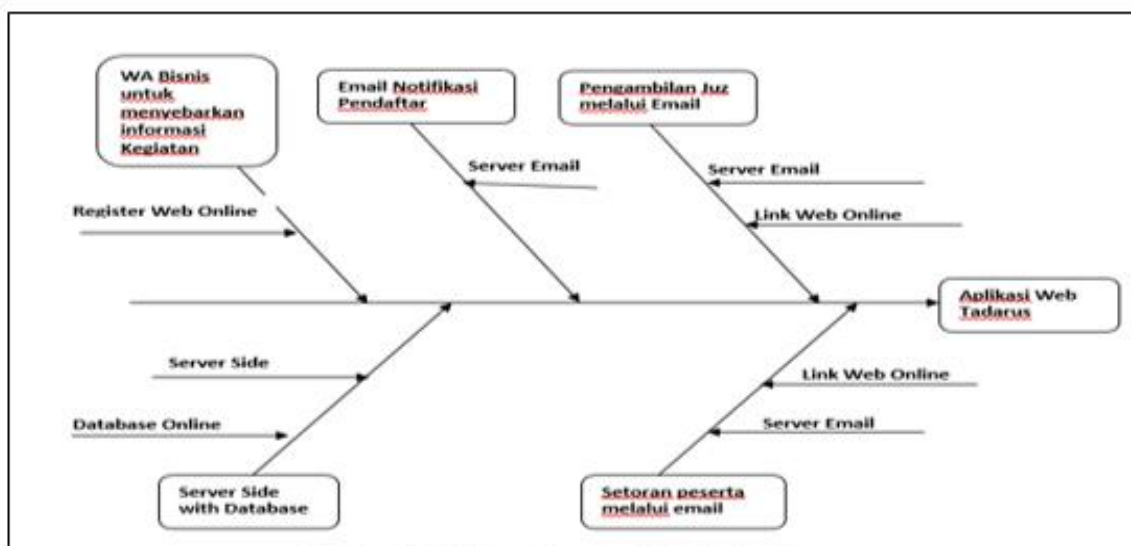 WA Bisnis
untuk
menyebarkan
informasi
Kegiatan
Email Notifikasi
Pendaftar
Pengambilan Juz
melalui Email
Server Email
Server Email
Register Web Online
Link Web Online
Aplikasi Web
Tadarus
Server Side
Link Web Online
Database Online
Server Email
Server Side
with Database
Setoran peserta
melalui email